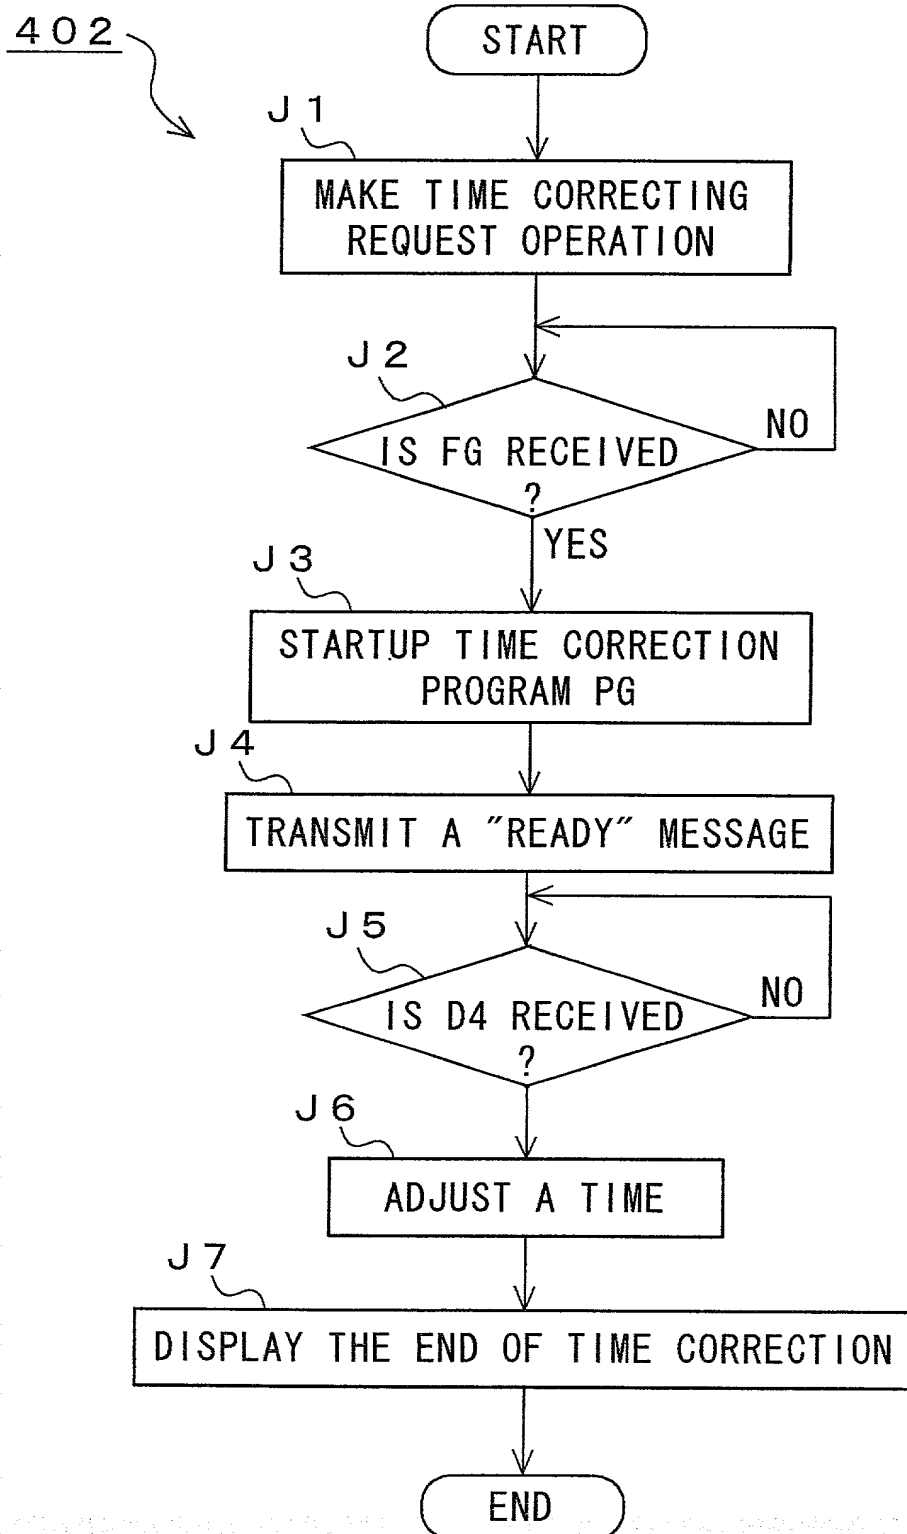 402
START
J1
MAKE TIME CORRECTING
REQUEST OPERATION
J2
NO
IS FG RECEIVED
?
YES
J3
STARTUP TIME CORRECTION
PROGRAM PG
J4
TRANSMIT A "READY" MESSAGE
J5
NO
IS D4 RECEIVED
?
J6
ADJUST A TIME
J7
DISPLAY THE END OF TIME CORRECTION
END